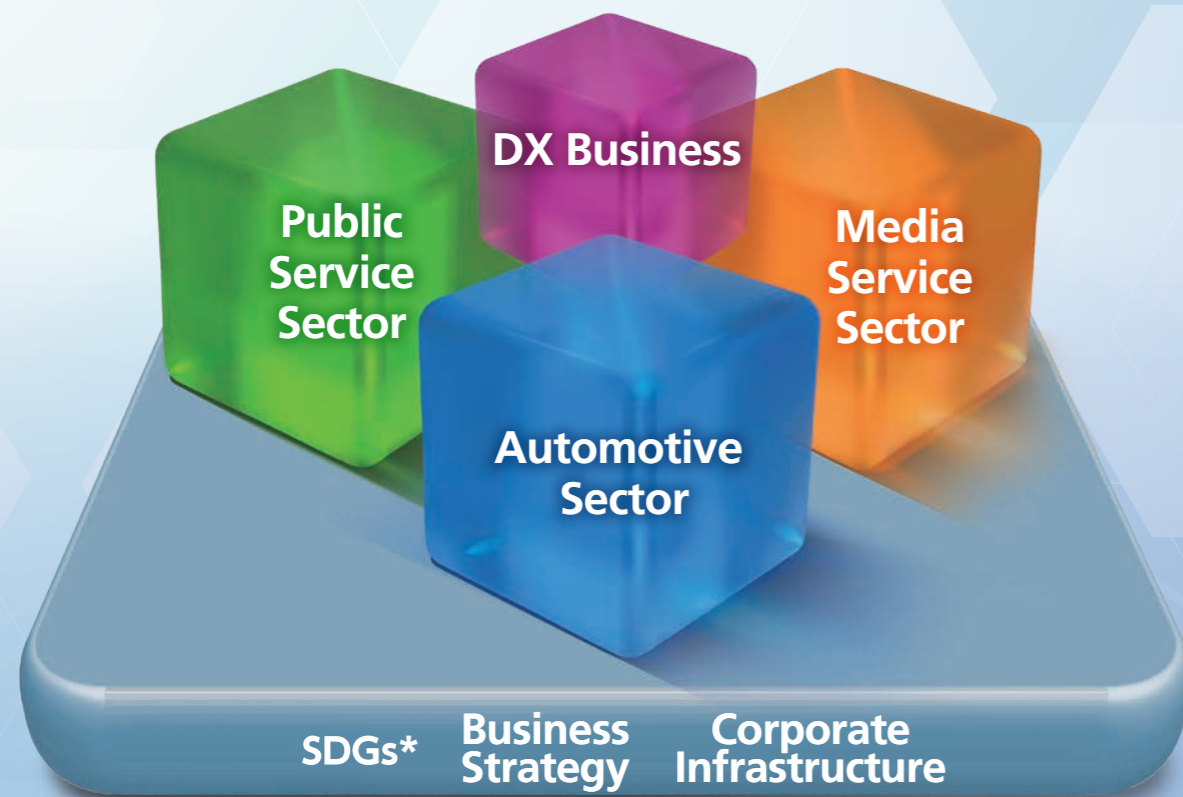 DX Business
Public
Service
Sector
Media
Service
Sector
Automotive
Sector
SDGs*
Business
Strategy
Corporate
Infrastructure